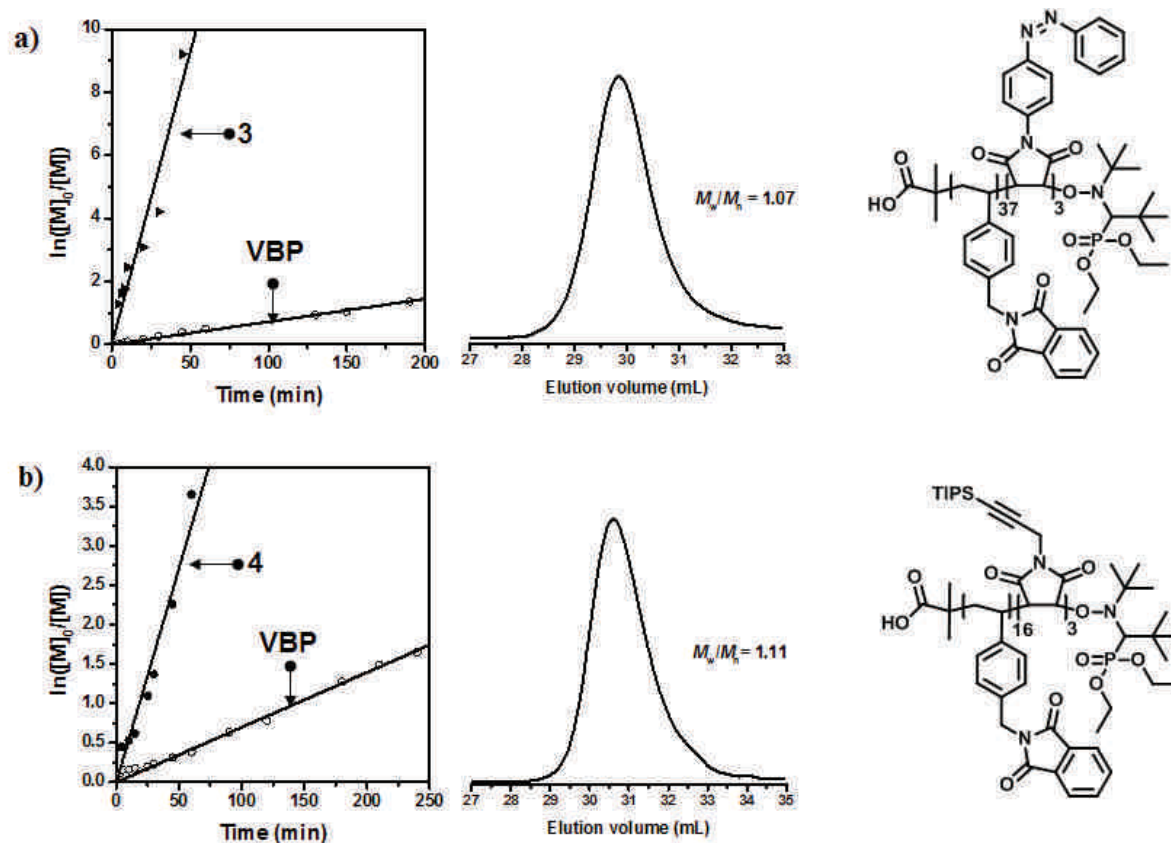 a)
ln([M]₀/[M])
10
8
6
4
2
0
0 50 100 150 200
Time (min)
3
VBP
Mw/Mn = 1.07
27 28 29 30 31 32 33
Elution volume (mL)
N=N
N
O O
O
HO
37
3
O-N
O=P-O
O
N
O
O
b)
ln([M]₀/[M])
4.0
3.5
3.0
2.5
2.0
1.5
1.0
0.5
0.0
0 50 100 150 200 250
Time (min)
4
VBP
Mw/Mn = 1.11
27 28 29 30 31 32 33 34 35
Elution volume (mL)
TIPS
N
O O
O
HO
16
3
O-N
O=P-O
O
N
O
O